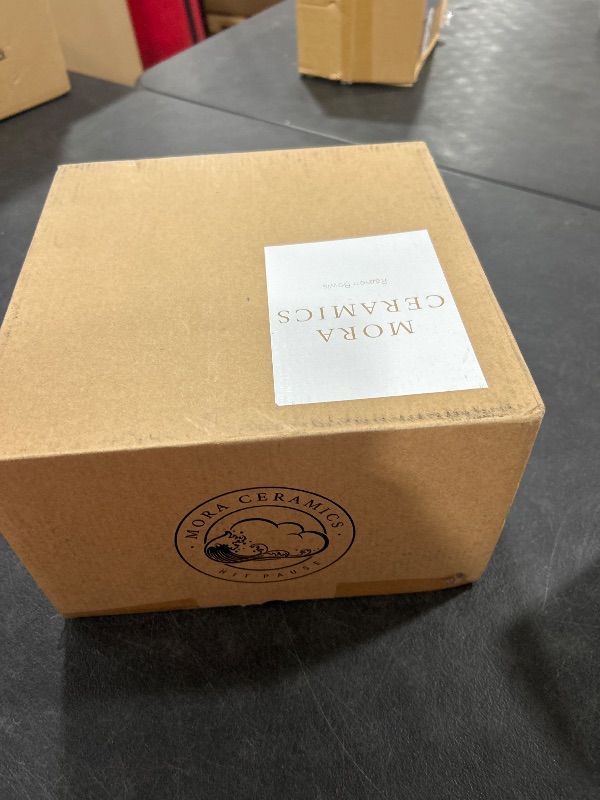 MORA
CERAMICS
Ramen Bowls
· MORA CERAMICS ·
HIT PAUSE